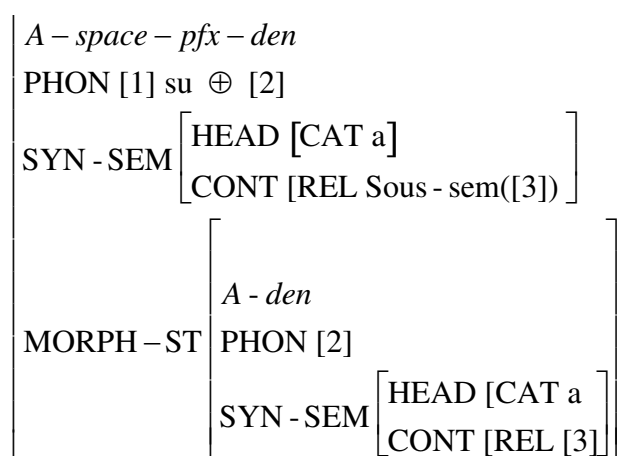 A – space – pfx – den
PHON [1] su ⊕ [2]
HEAD [CAT a]
SYN - SEM
CONT [REL Sous - sem([3])
A - den
MORPH – ST PHON [2]
HEAD [CAT a
SYN - SEM
CONT [REL [3]